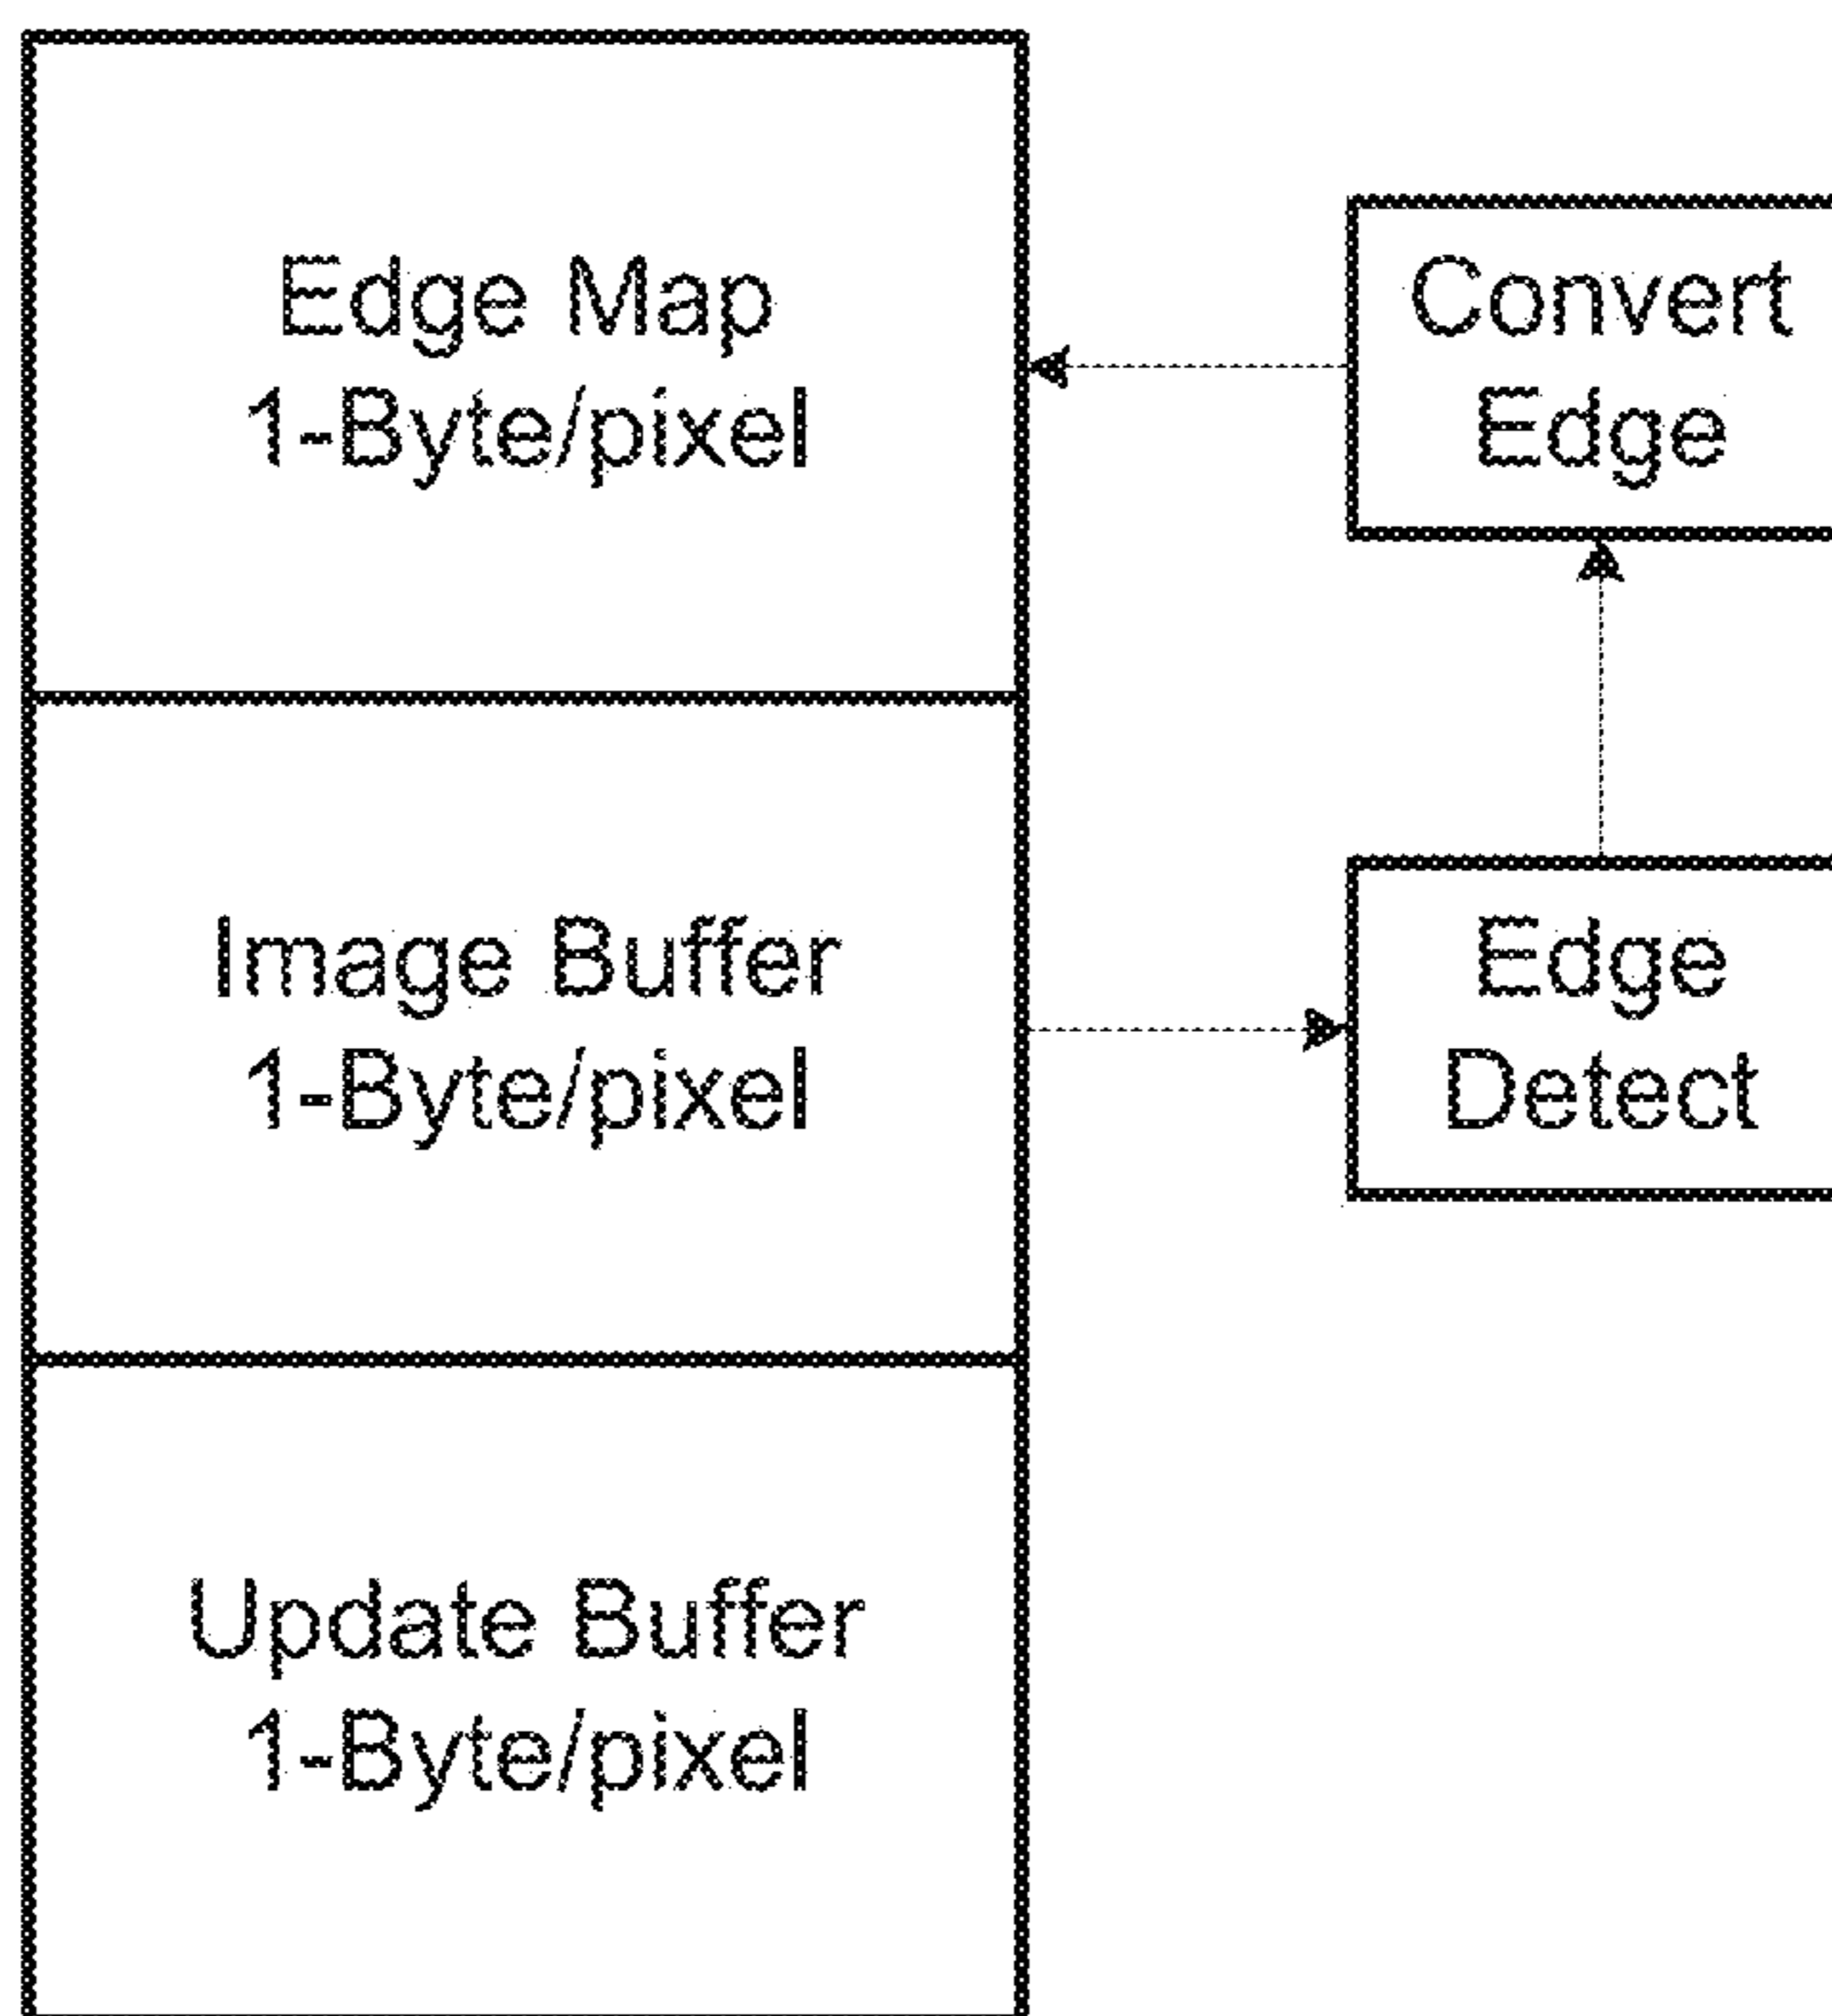 Edge Map
1-Byte/pixel
Convert
Edge
Image Buffer
1-Byte/pixel
Edge
Detect
Update Buffer
1-Byte/pixel